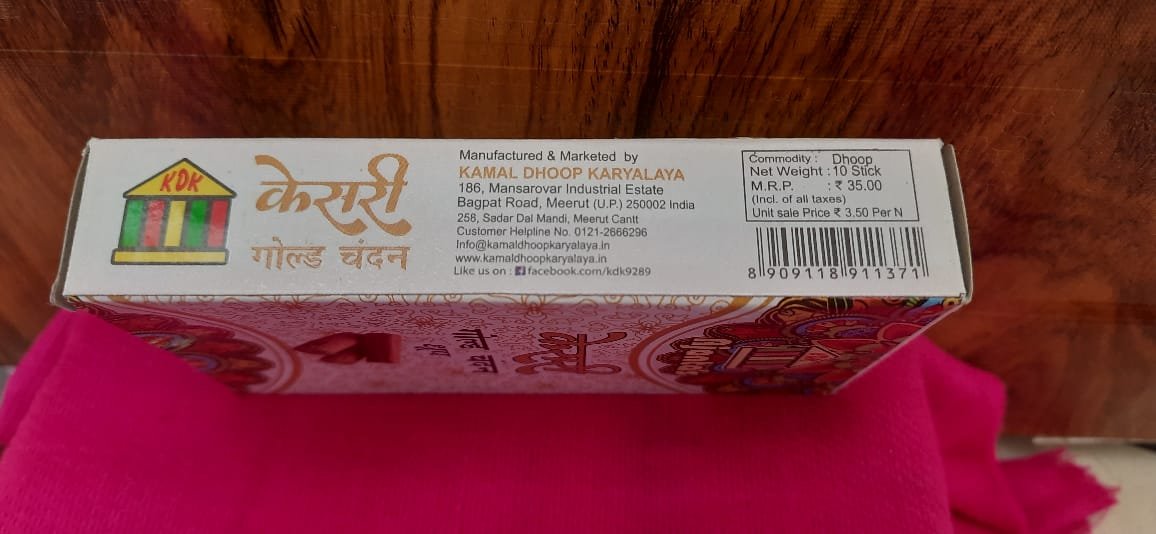 KDK
केसरी
गोल्ड चंदन
Manufactured & Marketed by
KAMAL DHOOP KARYALAYA
186, Mansarovar Industrial Estate
Bagpat Road, Meerut (U.P.) 250002 India
258, Sadar Dal Mandi, Meerut Cantt
Customer Helpline No. 0121-2666296
Info@kamaldhoopkaryalaya.in
www.kamaldhoopkaryalaya.in
Like us on : facebook.com/kdk9289
Commodity : Dhoop
Net Weight : 10 Stick
M.R.P. : ₹ 35.00
(Incl. of all taxes)
Unit sale Price ₹ 3.50 Per N
8 909118 911371
केसरी